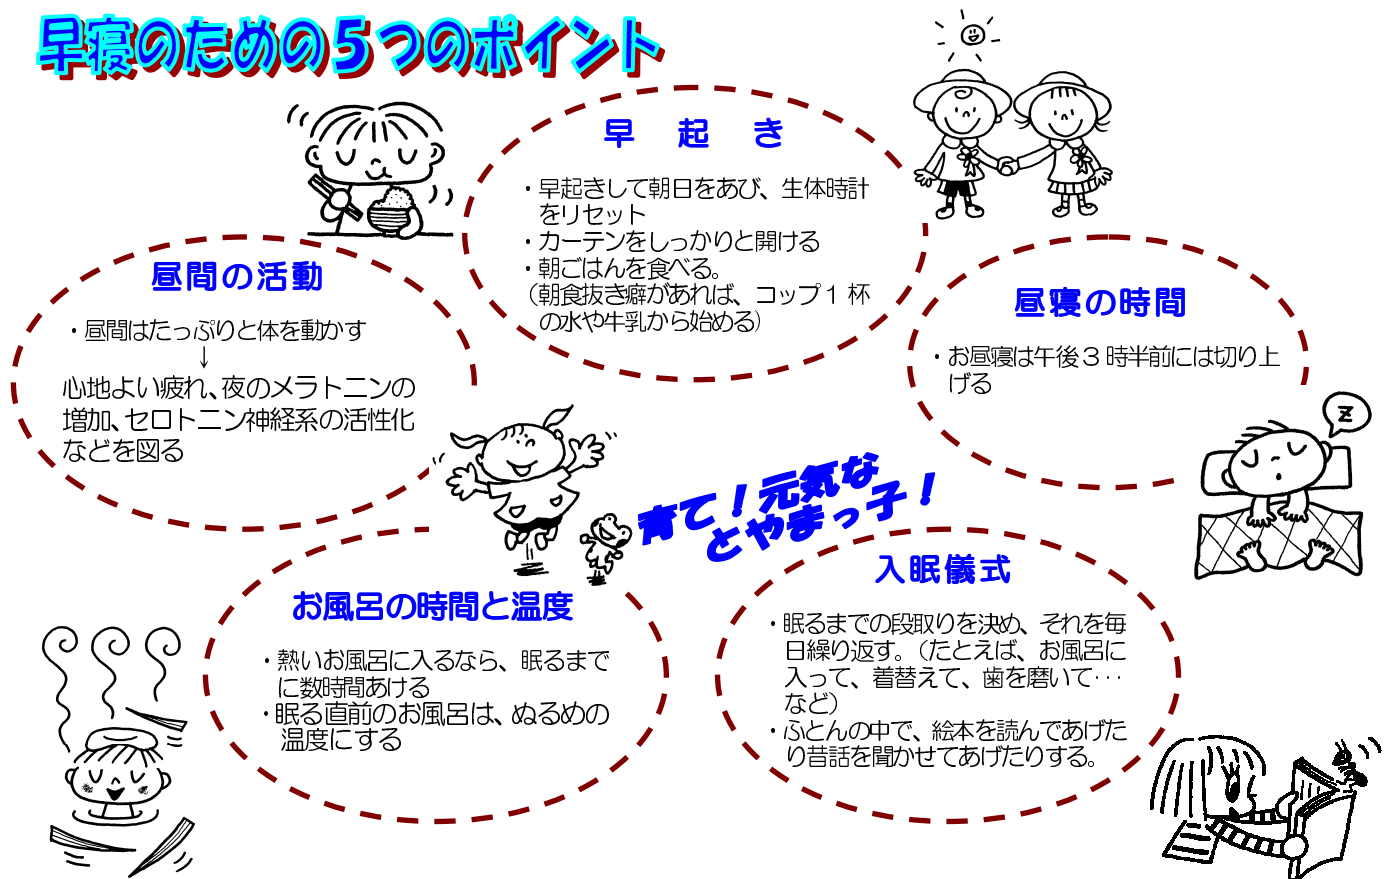 早寝のための５つのポイント
早　起　き
・早起きして朝日をあび、生体時計
をリセット
・カーテンをしっかりと開ける
・朝ごはんを食べる。
（朝食抜き癖があれば、コップ１杯
の水や牛乳から始める）
昼間の活動
・昼間はたっぷりと体を動かす
↓
心地よい疲れ、夜のメラトニンの
増加、セロトニン神経系の活性化
などを図る
昼寝の時間
・お昼寝は午後３時半前には切り上
げる
Z
育て！元気な
とやまっ子！
お風呂の時間と温度
・熱いお風呂に入るなら、眠るまで
に数時間あける
・眠る直前のお風呂は、ぬるめの
温度にする
入眠儀式
・眠るまでの段取りを決め、それを毎
日繰り返す。（たとえば、お風呂に
入って、着替えて、歯を磨いて･･･
など）
・ふとんの中で、絵本を読んであげた
り昔話を聞かせてあげたりする。